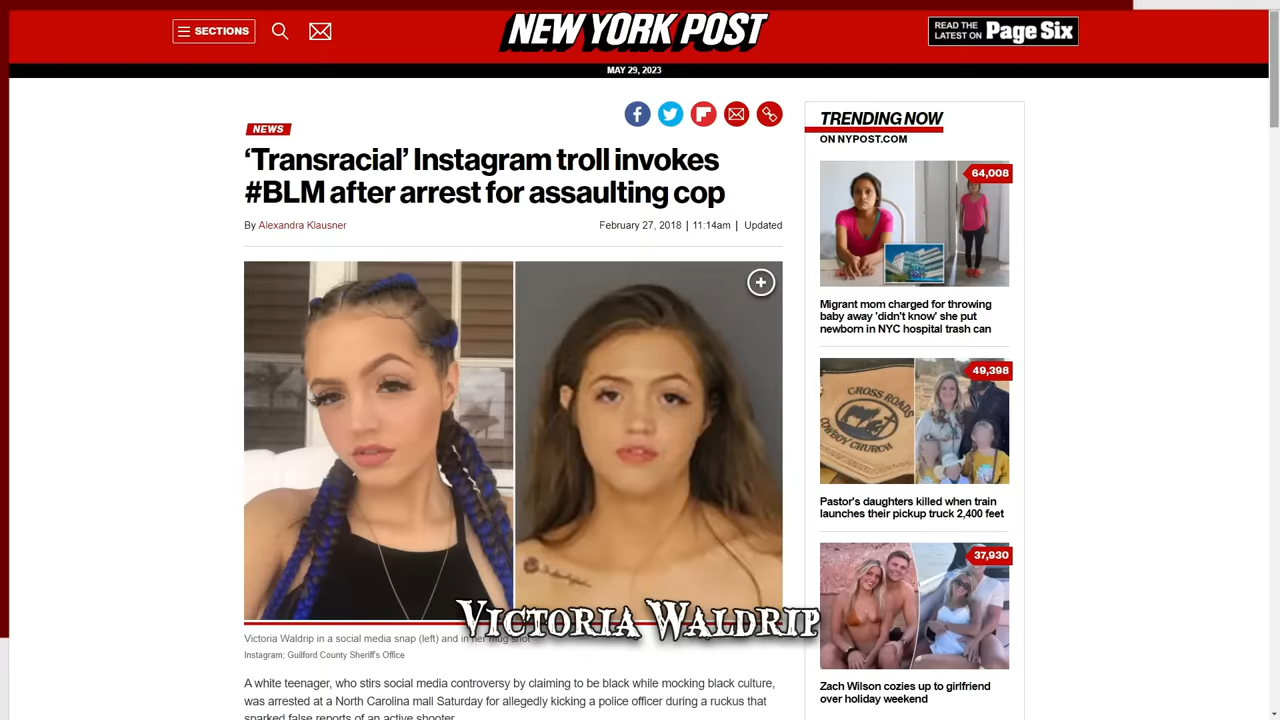 SECTIONS
NEW YORK POST
READ THE
LATEST ON Page Six
MAY 29, 2023
NEWS
‘Transracial’ Instagram troll invokes
#BLM after arrest for assaulting cop
By Alexandra Klausner
February 27, 2018 | 11:14am | Updated
Victoria Waldrip in a social media snap (left) and in her mug shot.
Instagram; Guilford County Sheriff's Office
VICTORIA WALDRIP
A white teenager, who stirs social media controversy by claiming to be black while mocking black culture,
was arrested at a North Carolina mall Saturday for allegedly kicking a police officer during a ruckus that
sparked false reports of an active shooter.
TRENDING NOW
ON NYPOST.COM
64,008
Migrant mom charged for throwing
baby away 'didn't know' she put
newborn in NYC hospital trash can
49,398
CROSS ROADS
COWBOY CHURCH
Pastor's daughters killed when train
launches their pickup truck 2,400 feet
37,930
Zach Wilson cozies up to girlfriend
over holiday weekend